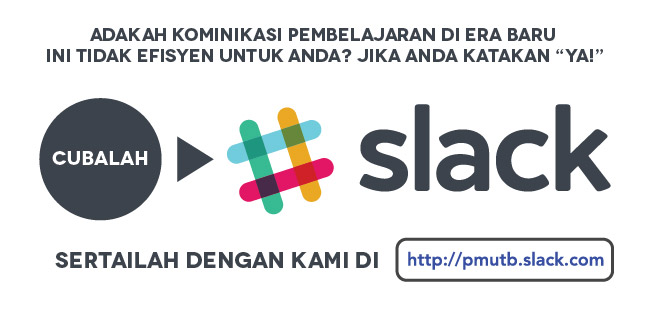 ADAKAH KOMINIKASI PEMBELAJARAN DI ERA BARU
INI TIDAK EFISYEN UNTUK ANDA? JIKA ANDA KATAKAN “YA!”
CUBALAH
slack
SERTAILAH DENGAN KAMI DI
http://pmutb.slack.com